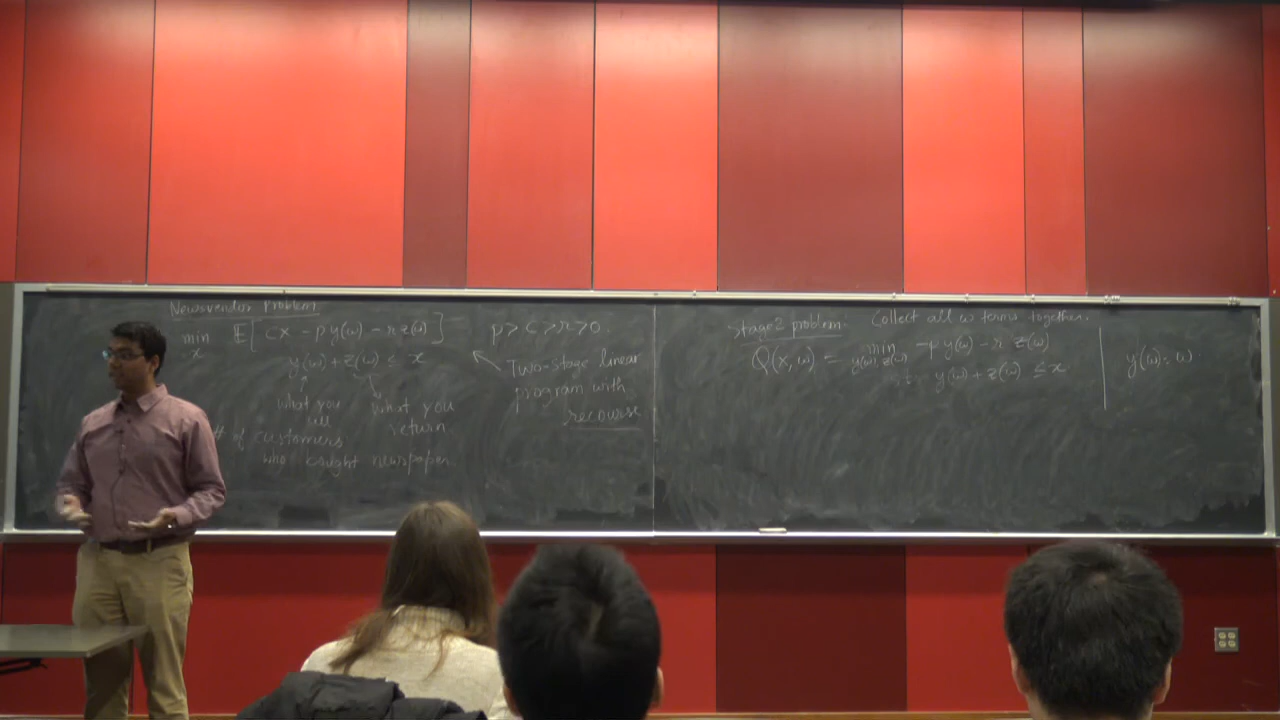 Newsvendor Problem
min 𝔼[cx - py(ω) - r z(ω)]
x
p > c > r > 0.
y(ω) + z(ω) ≤ x
what you sell
what you return
# of customers
who bought newspaper
Two-stage linear
program with
recourse
Stage 2 problem.
Collect all ω terms together.
Q(x, ω) = min -py(ω) - r z(ω)
y(ω), z(ω)
s.t. y(ω) + z(ω) ≤ x
y(ω) = ω